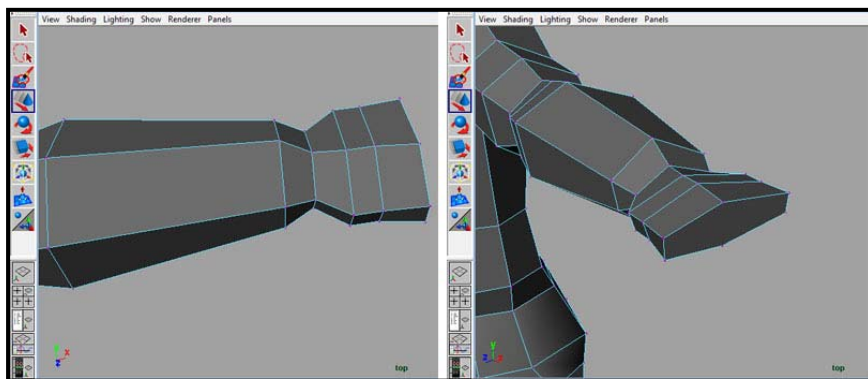 View Shading Lighting Show Renderer Panels
y x
z
top
View Shading Lighting Show Renderer Panels
y
z x
top